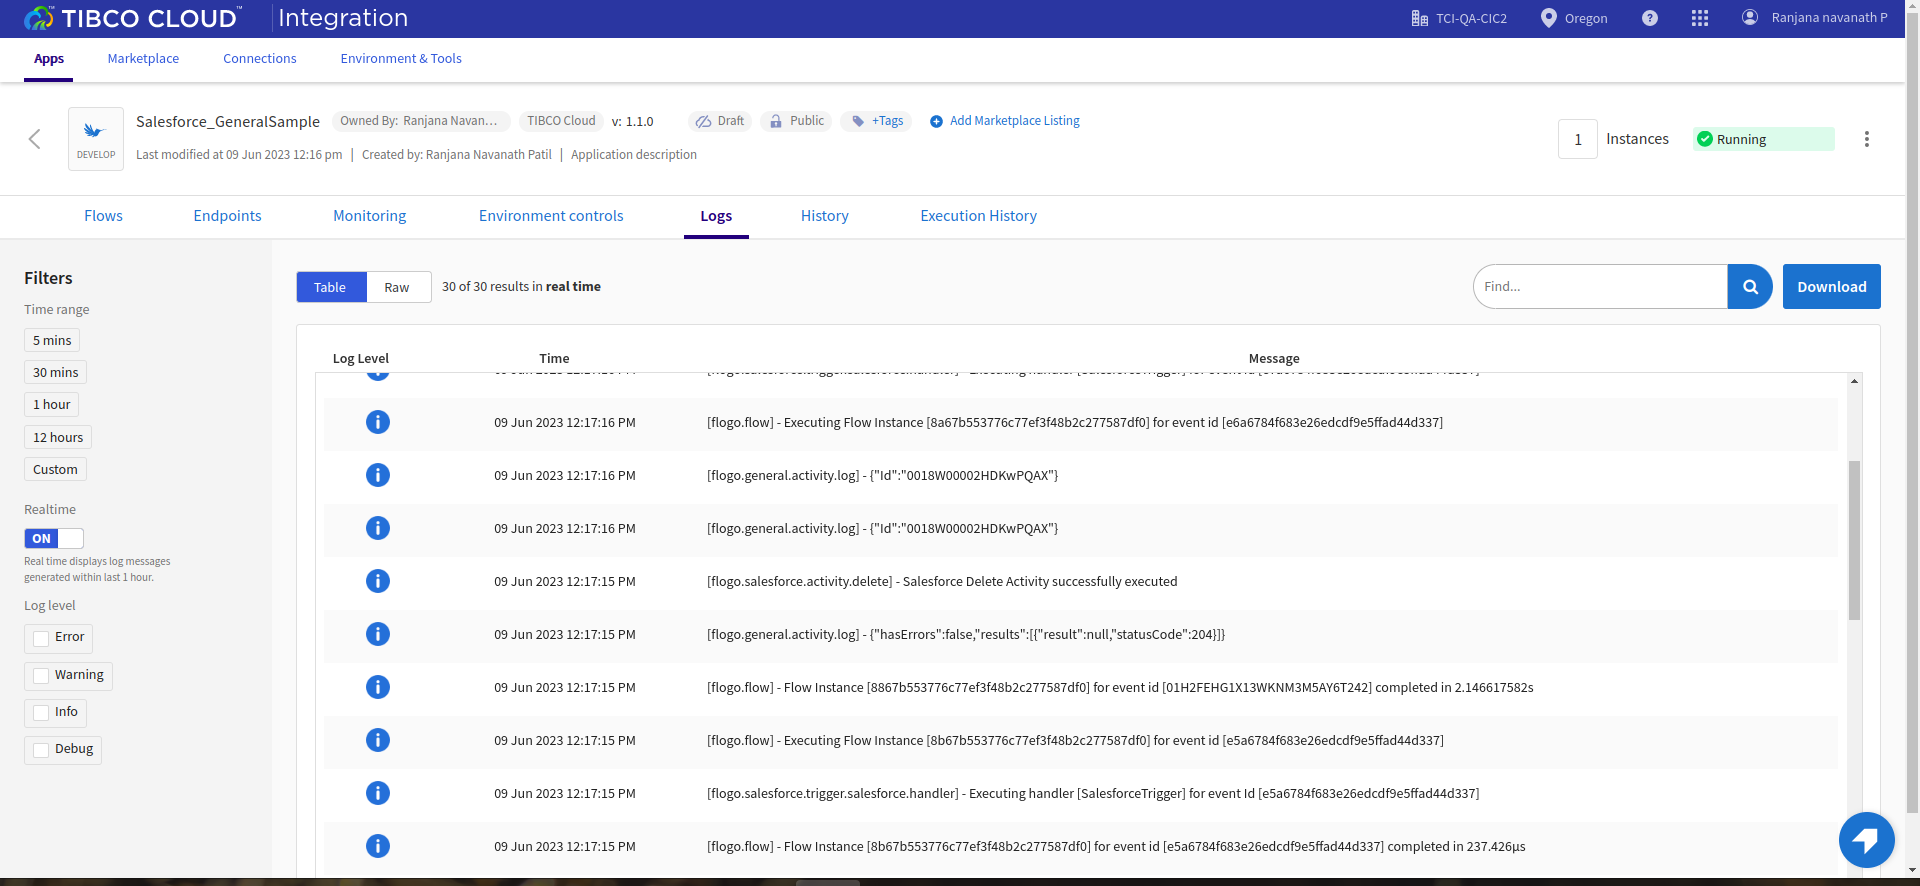 TIBCO CLOUD™ Integration TCI-QA-CIC2 Oregon ? Ranjana navanath P
Apps Marketplace Connections Environment & Tools
DEVELOP
Salesforce_GeneralSample Owned By: Ranjana Navan... TIBCO Cloud v: 1.1.0 Draft Public +Tags Add Marketplace Listing
Last modified at 09 Jun 2023 12:16 pm | Created by: Ranjana Navanath Patil | Application description
1 Instances Running
Flows Endpoints Monitoring Environment controls Logs History Execution History
Filters
Time range
5 mins
30 mins
1 hour
12 hours
Custom
Realtime
ON
Real time displays log messages
generated within last 1 hour.
Log level
Error
Warning
Info
Debug
Table Raw 30 of 30 results in real time Find... Download
Log Level Time Message
09 Jun 2023 12:17:16 PM [flogo.flow] - Executing Flow Instance [8a67b553776c77ef3f48b2c277587df0] for event id [e6a6784f683e26edcdf9e5ffad44d337]
09 Jun 2023 12:17:16 PM [flogo.general.activity.log] - {"Id":"0018W00002HDKwPQAX"}
09 Jun 2023 12:17:16 PM [flogo.general.activity.log] - {"Id":"0018W00002HDKwPQAX"}
09 Jun 2023 12:17:15 PM [flogo.salesforce.activity.delete] - Salesforce Delete Activity successfully executed
09 Jun 2023 12:17:15 PM [flogo.general.activity.log] - {"hasErrors":false,"results":[{"result":null,"statusCode":204}]}
09 Jun 2023 12:17:15 PM [flogo.flow] - Flow Instance [8867b553776c77ef3f48b2c277587df0] for event id [01H2FEHG1X13WKNM3M5AY6T242] completed in 2.146617582s
09 Jun 2023 12:17:15 PM [flogo.flow] - Executing Flow Instance [8b67b553776c77ef3f48b2c277587df0] for event id [e5a6784f683e26edcdf9e5ffad44d337]
09 Jun 2023 12:17:15 PM [flogo.salesforce.trigger.salesforce.handler] - Executing handler [SalesforceTrigger] for event Id [e5a6784f683e26edcdf9e5ffad44d337]
09 Jun 2023 12:17:15 PM [flogo.flow] - Flow Instance [8b67b553776c77ef3f48b2c277587df0] for event id [e5a6784f683e26edcdf9e5ffad44d337] completed in 237.426µs